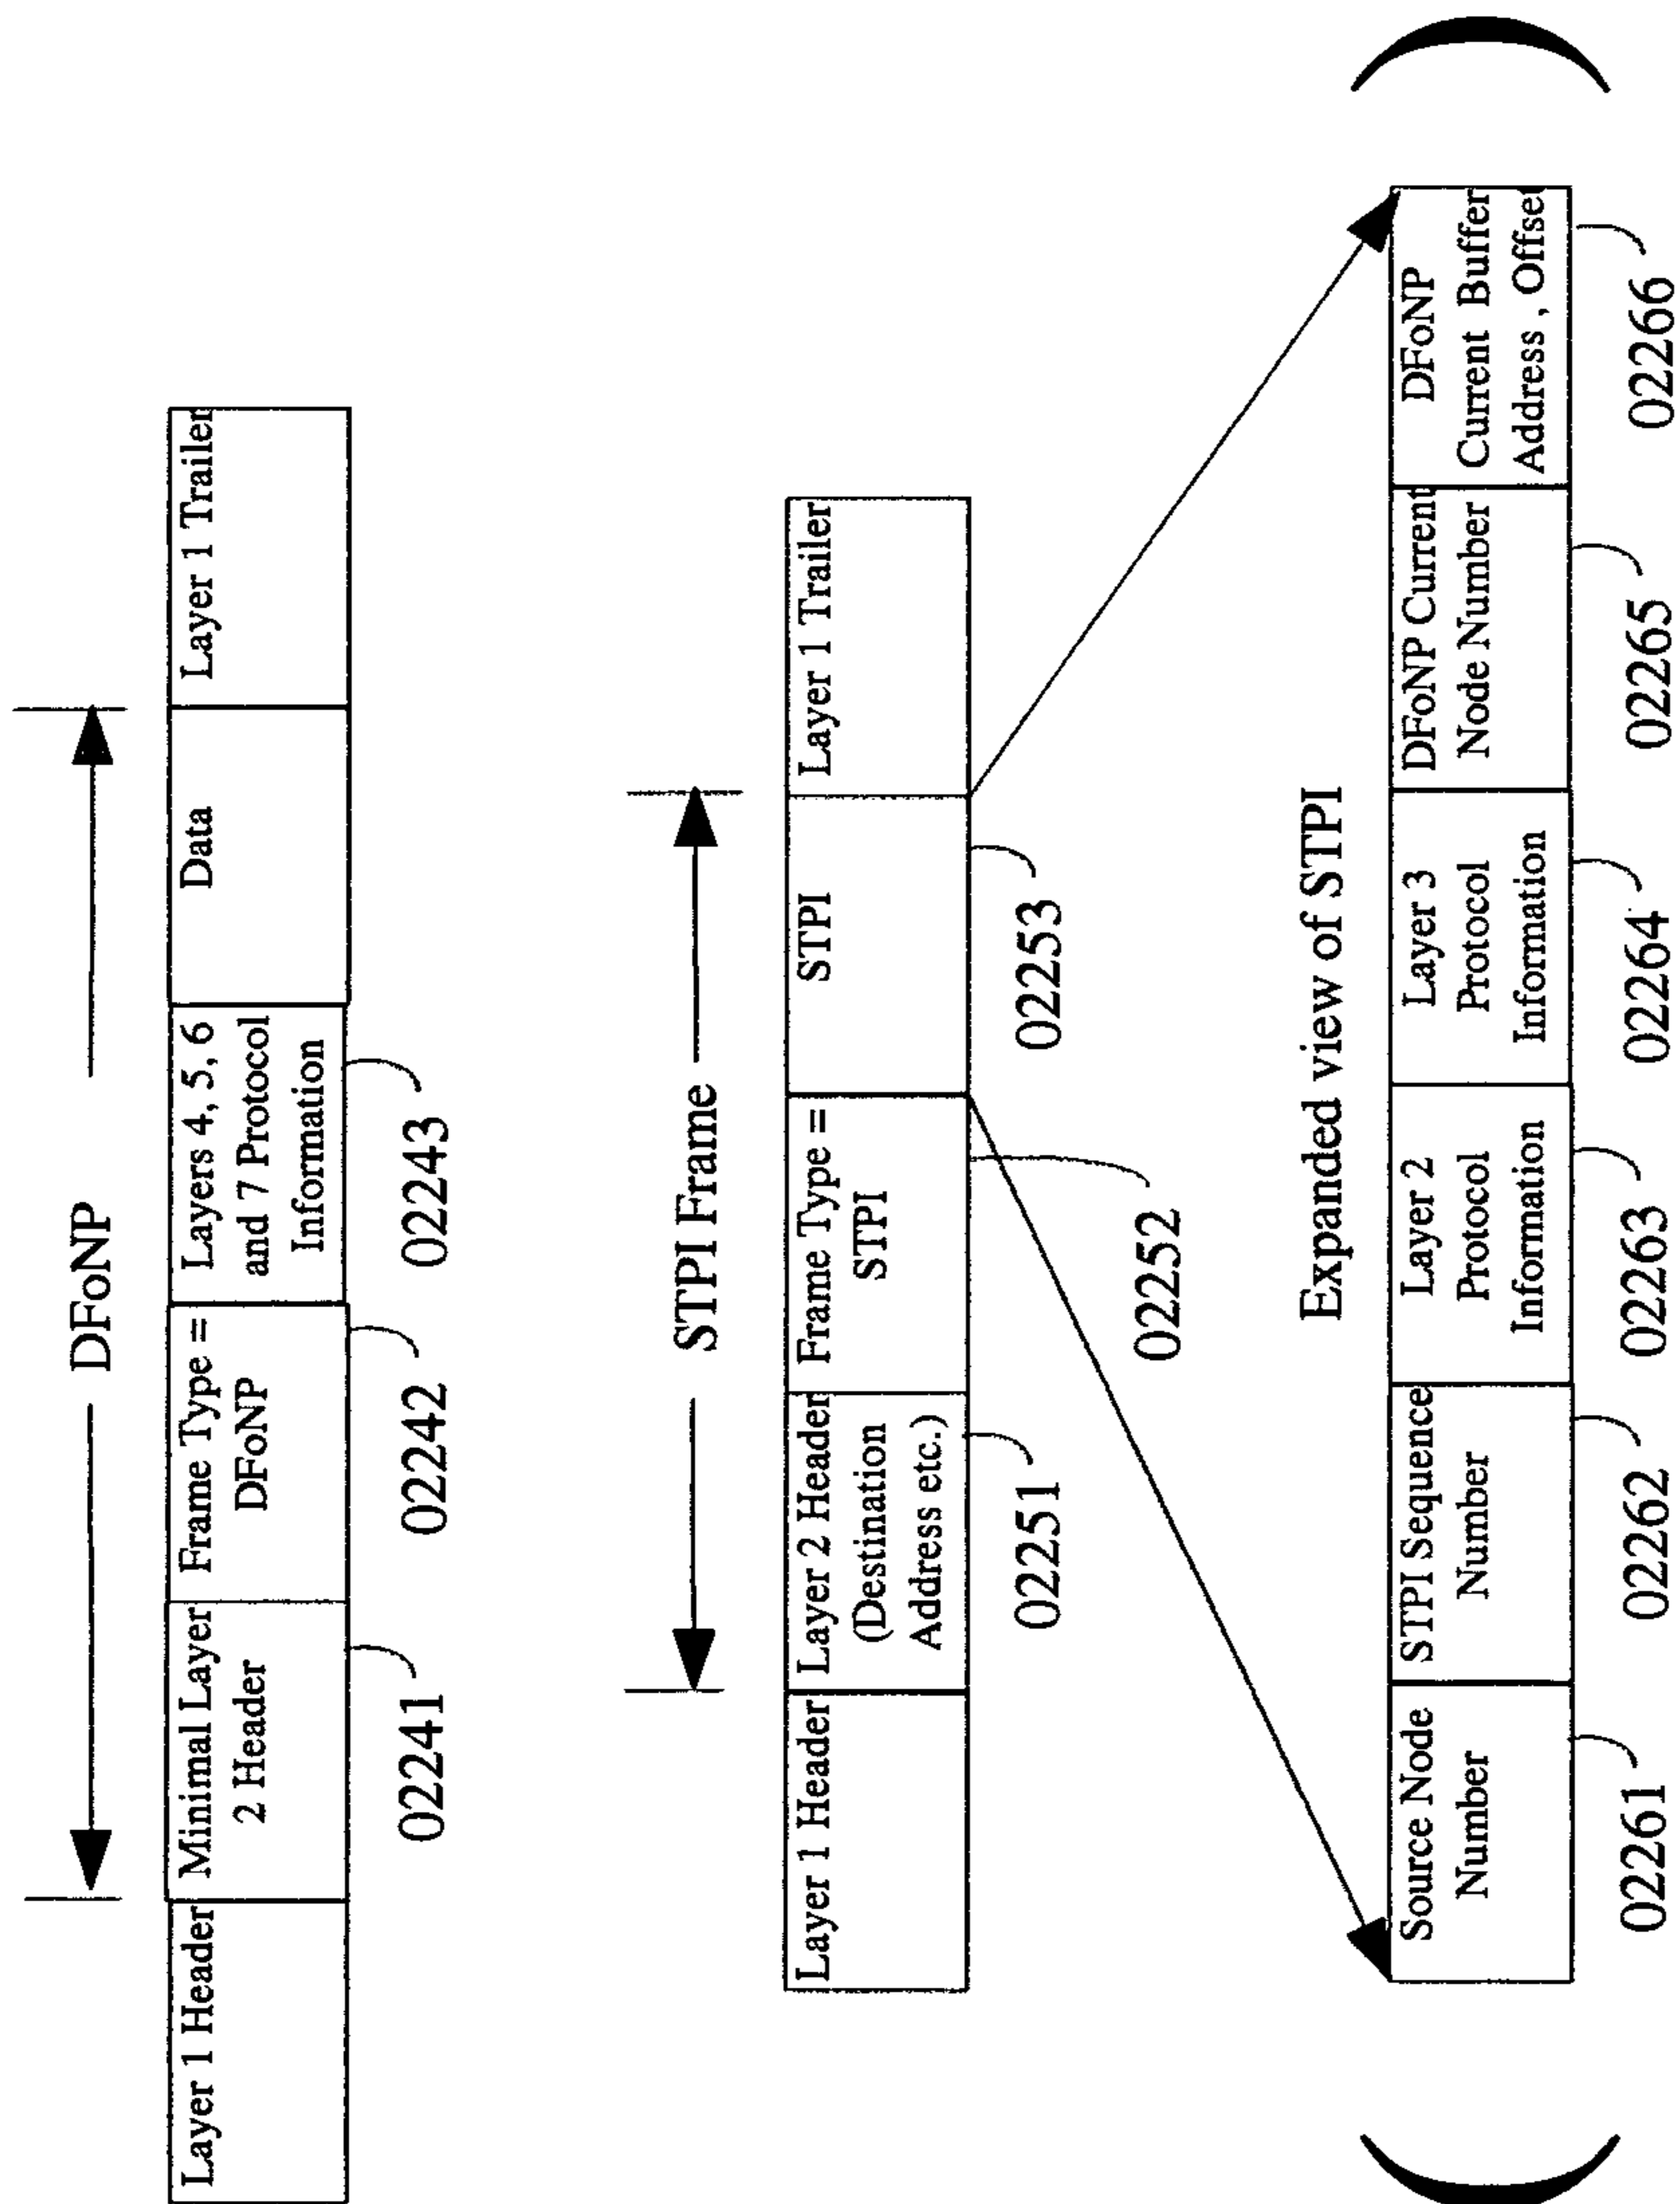 DFoNP
Layer 1 Header
Minimal Layer
2 Header
Frame Type =
DFoNP
Layers 4, 5, 6
and 7 Protocol
Information
Data
Layer 1 Trailer
02241
02242
02243
STPI Frame
Layer 1 Header
Layer 2 Header
(Destination
Address etc.)
Frame Type =
STPI
STPI
Layer 1 Trailer
02251
02252
02253
Expanded view of STPI
Source Node
Number
STPI Sequence
Number
Layer 2
Protocol
Information
Layer 3
Protocol
Information
DFoNP Current
Node Number
DFoNP
Current Buffer
Address , Offset
02261
02262
02263
02264
02265
02266